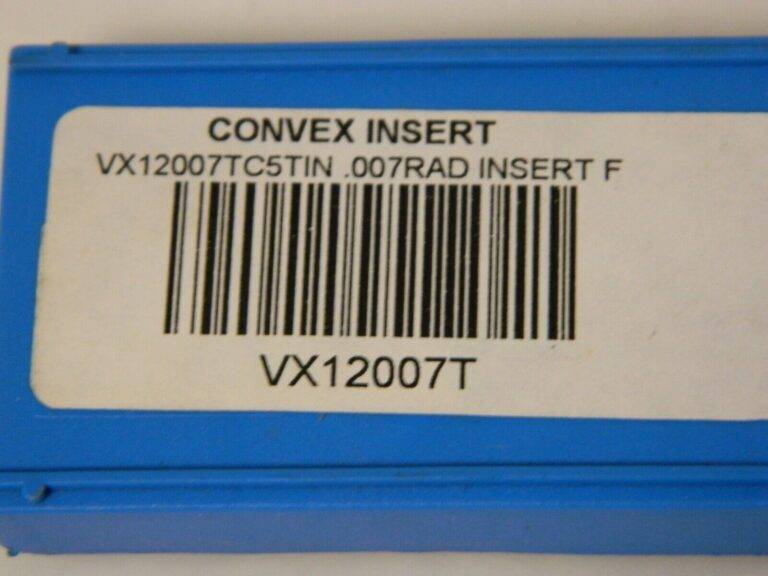 CONVEX INSERT
VX12007TC5TIN .007RAD INSERT F
VX12007T